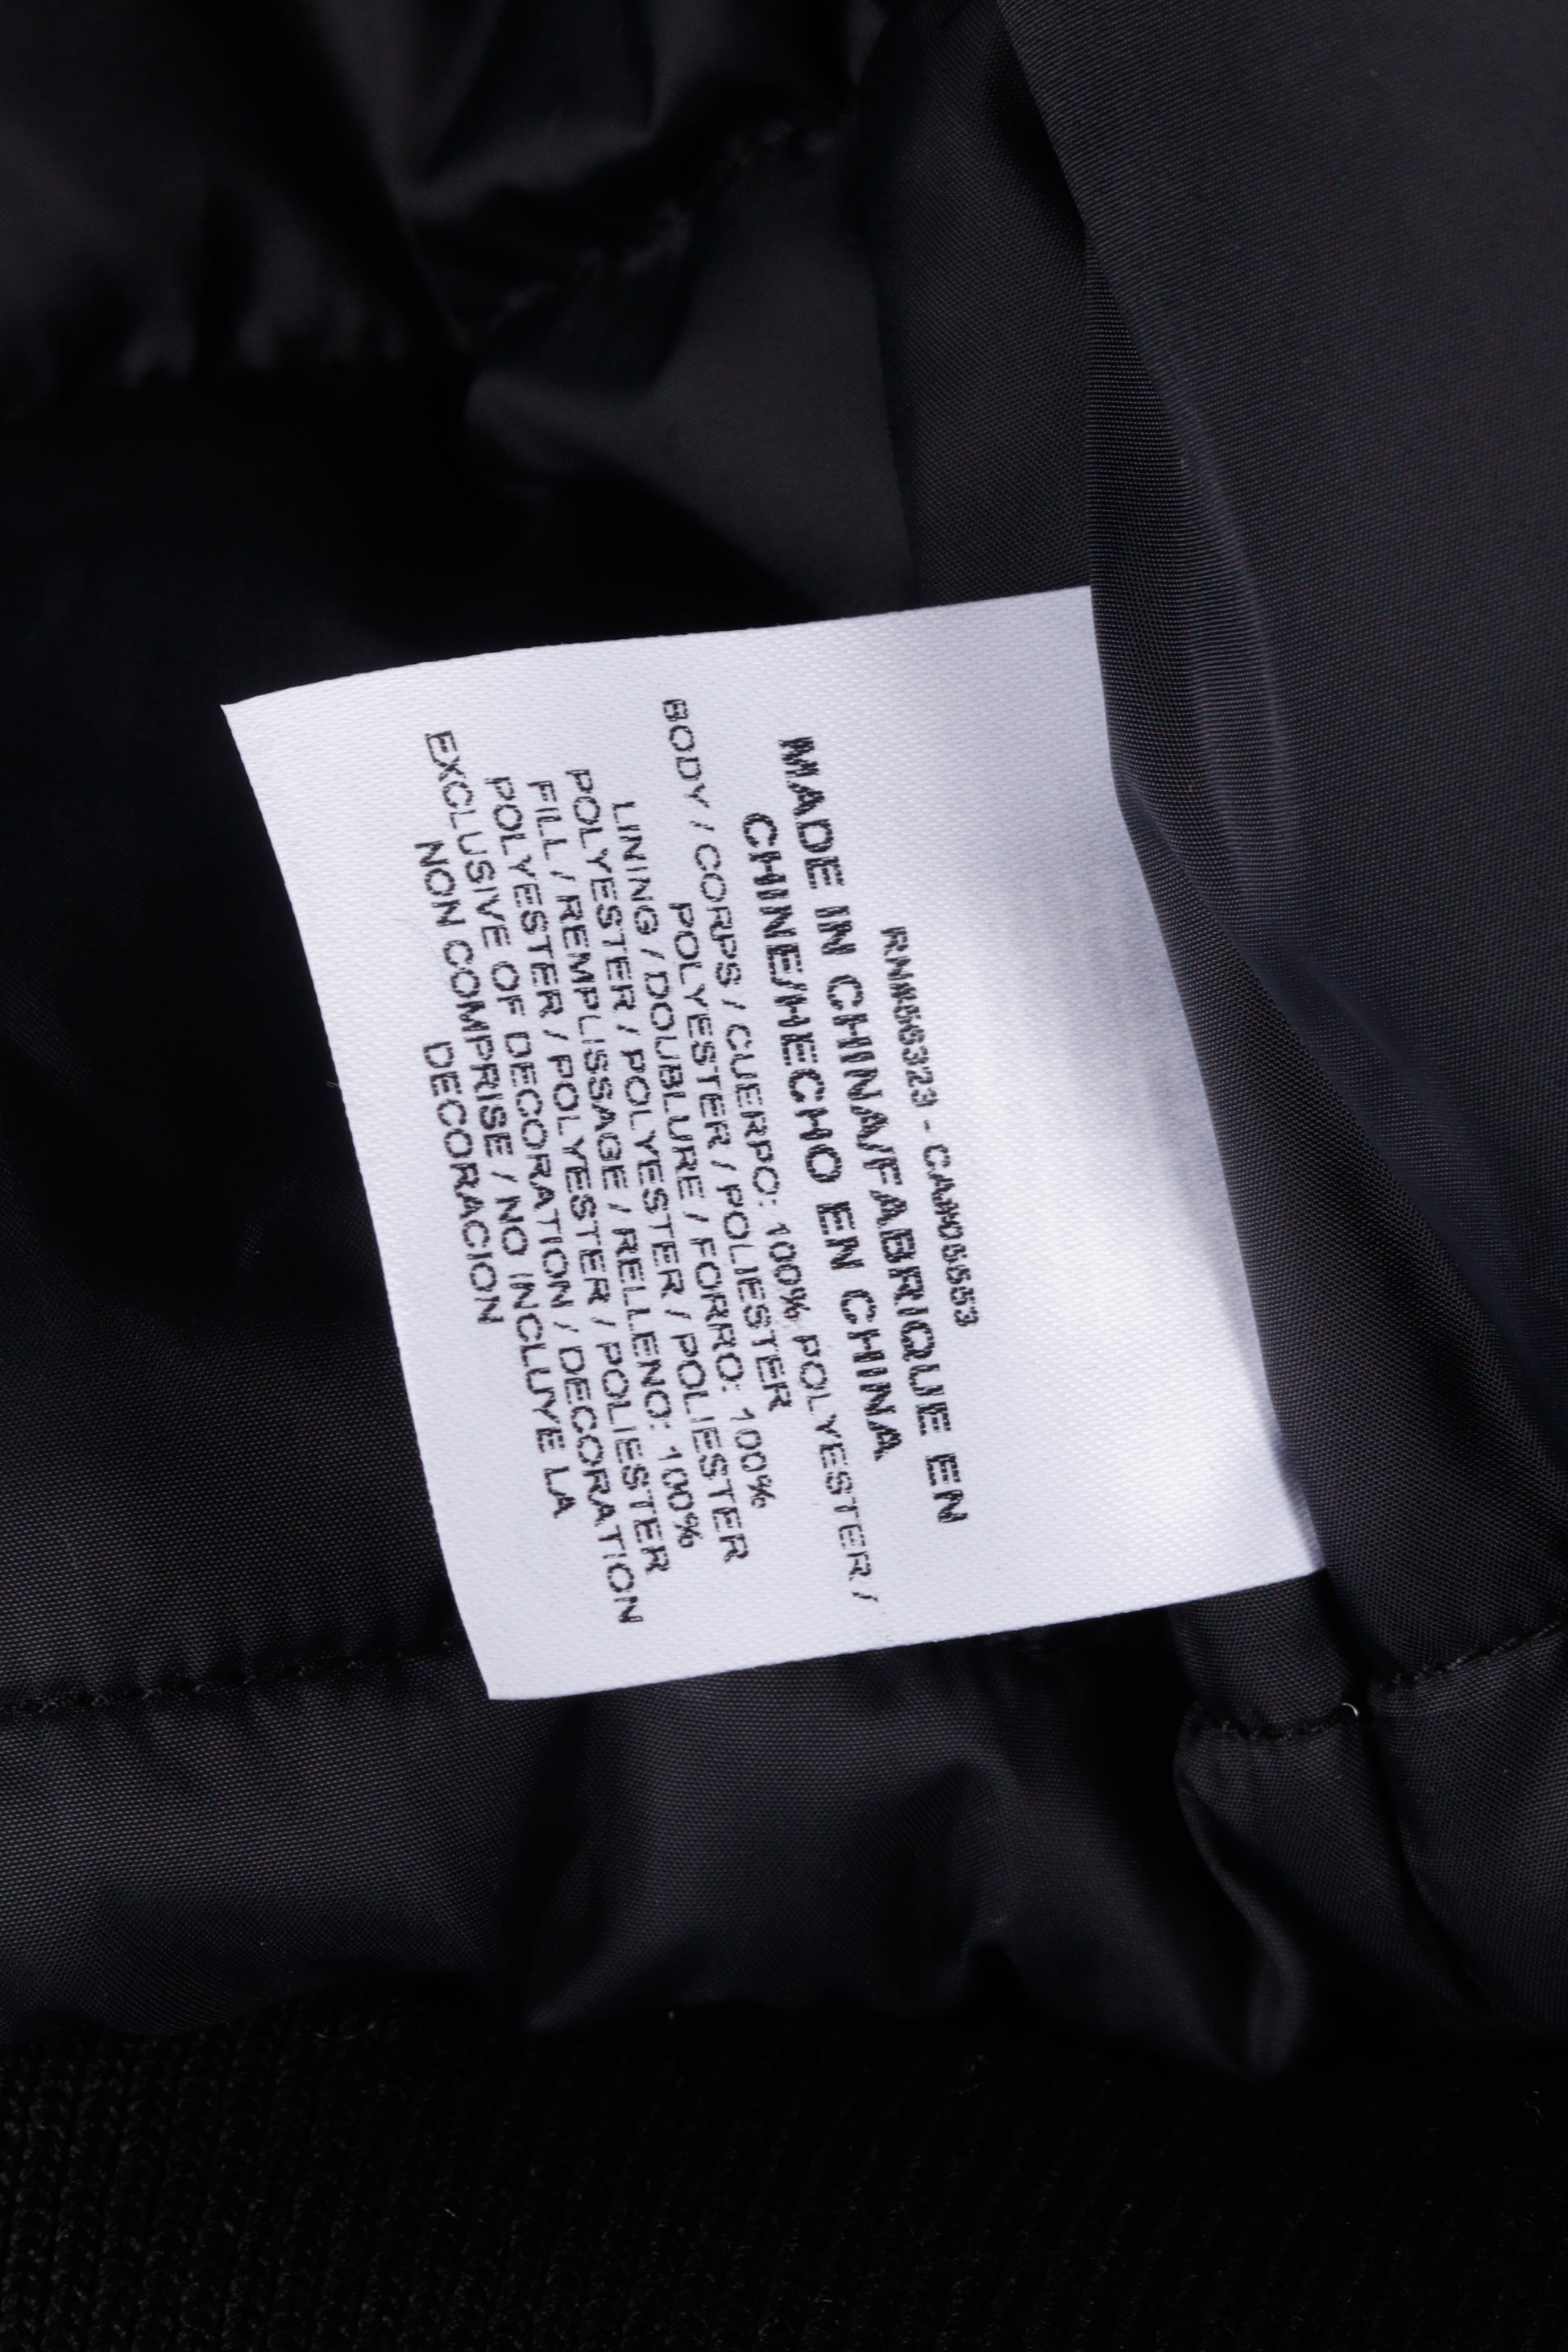 RN#56323 - CA#05553
MADE IN CHINA/FABRIQUE EN
CHINE/HECHO EN CHINA
BODY / CORPS / CUERPO: 100% POLYESTER /
POLYESTER / POLIESTER
LINING / DOUBLURE / FORRO: 100%
POLYESTER / POLYESTER / POLIESTER
FILL / REMPLISSAGE / RELLENO: 100%
POLYESTER / POLYESTER / POLIESTER
EXCLUSIVE OF DECORATION / DECORATION
NON COMPRISE / NO INCLUYE LA
DECORACION